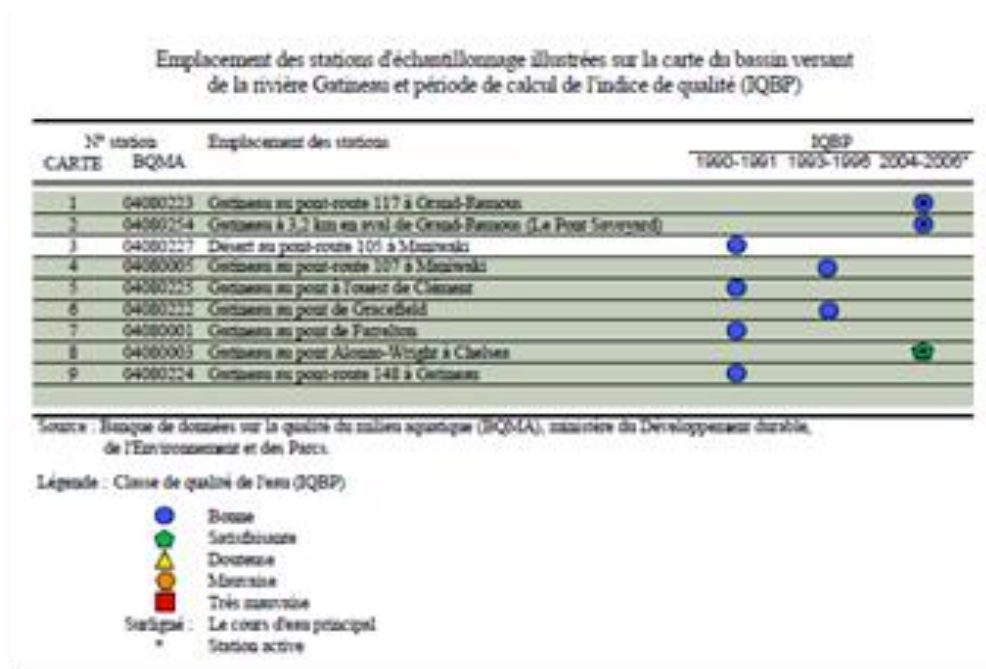 Emplacement des stations d'échantillonnage illustrées sur la carte du bassin versant
de la rivière Gatineau et période de calcul de l'indice de qualité (IQBP)
N° station Emplacement des stations IQBP
CARTE BQMA 1990-1991 1993-1996 2004-2006*
1 04080223 Gatineau au pont-route 117 à Grand-Remous
2 04080254 Gatineau à 3,2 km en aval de Grand-Remous (Le Pont Savoyard)
3 04080227 Désert au pont-route 105 à Maniwaki
4 04080005 Gatineau au pont-route 107 à Maniwaki
5 04080225 Gatineau au pont à l'ouest de Clément
6 04080222 Gatineau au pont de Gracefield
7 04080001 Gatineau au pont de Farrelton
8 04080003 Gatineau au pont Alonzo-Wright à Chelsea
9 04080224 Gatineau au pont-route 148 à Gatineau
Source : Banque de données sur la qualité du milieu aquatique (BQMA), ministère du Développement durable,
de l'Environnement et des Parcs.
Légende : Classe de qualité de l'eau (IQBP)
Bonne
Satisfaisante
Douteuse
Mauvaise
Très mauvaise
Surligné : Le cours d'eau principal
* Station active